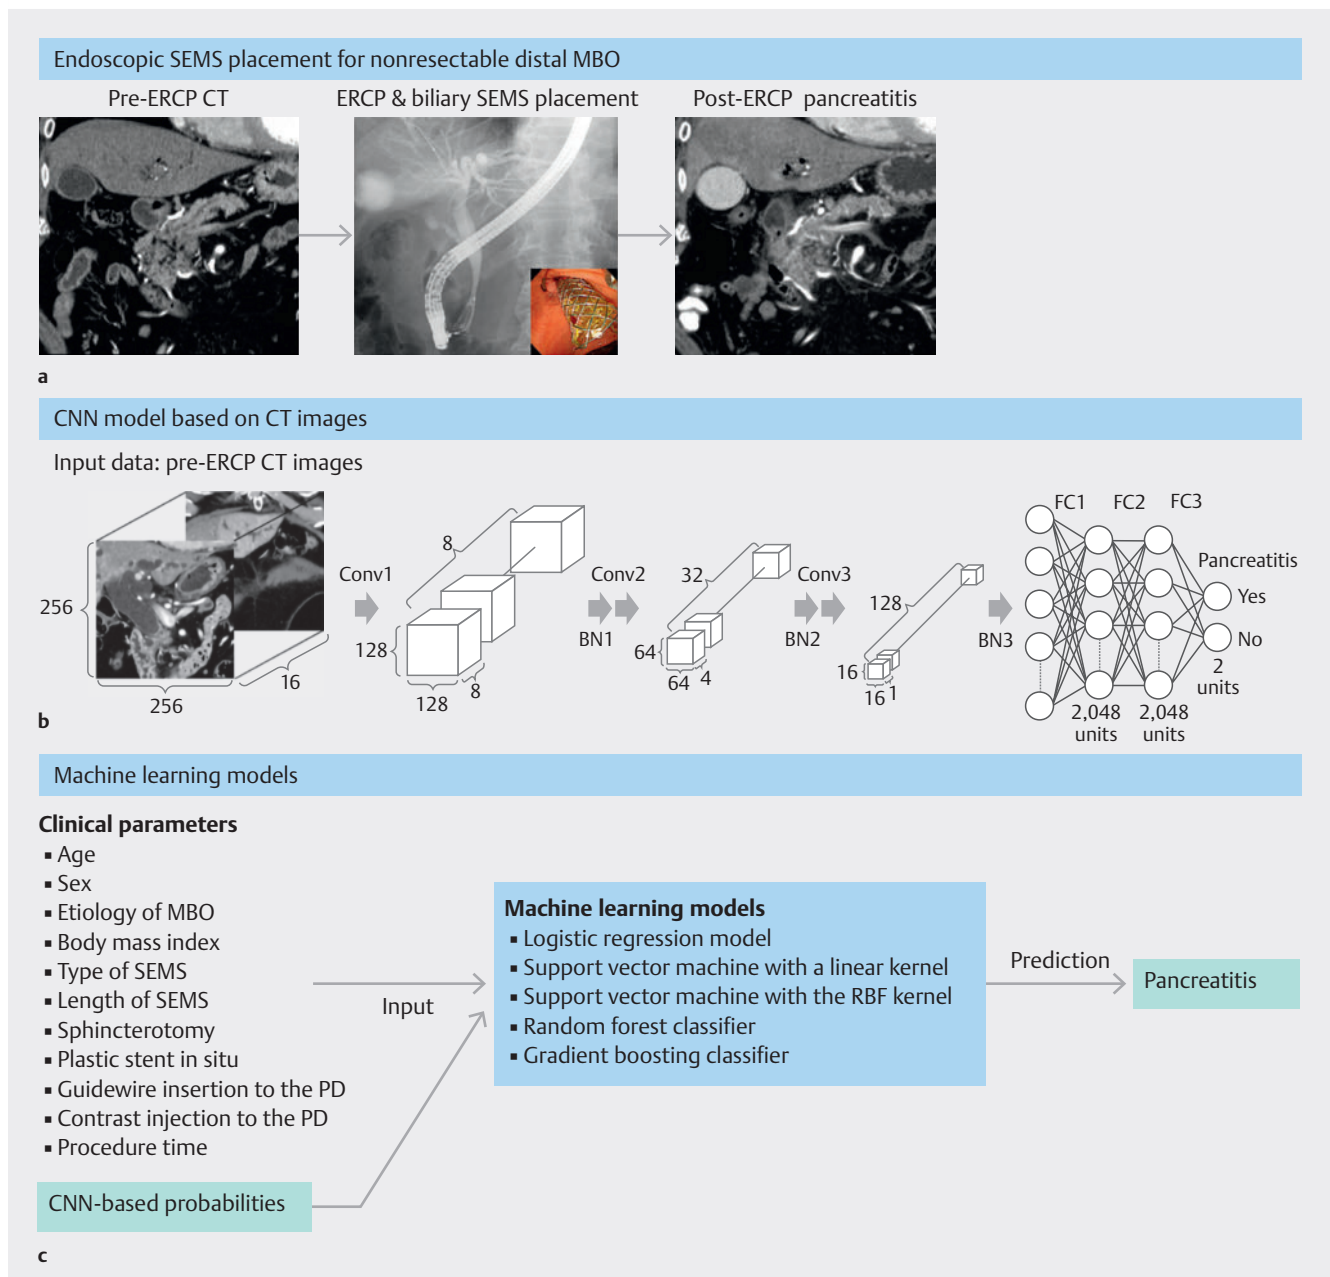 Endoscopic SEMS placement for nonresectable distal MBO
Pre-ERCP CT
ERCP & biliary SEMS placement
Post-ERCP pancreatitis
a
CNN model based on CT images
Input data: pre-ERCP CT images
256
256
16
Conv1
8
128
128
8
Conv2
BN1
32
64
64
4
Conv3
BN2
128
16
16
1
BN3
FC1
FC2
FC3
Pancreatitis
Yes
No
2
units
2,048
units
2,048
units
b
Machine learning models
Clinical parameters
▪ Age
▪ Sex
▪ Etiology of MBO
▪ Body mass index
▪ Type of SEMS
▪ Length of SEMS
▪ Sphincterotomy
▪ Plastic stent in situ
▪ Guidewire insertion to the PD
▪ Contrast injection to the PD
▪ Procedure time
CNN-based probabilities
Input
Machine learning models
▪ Logistic regression model
▪ Support vector machine with a linear kernel
▪ Support vector machine with the RBF kernel
▪ Random forest classifier
▪ Gradient boosting classifier
Prediction
Pancreatitis
c